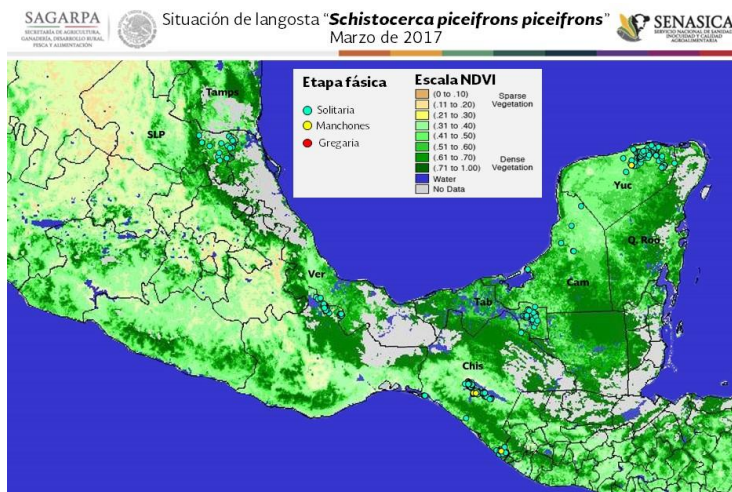 SAGARPA
SECRETARÍA DE AGRICULTURA,
GANADERÍA, DESARROLLO RURAL,
PESCA Y ALIMENTACIÓN
Situación de langosta "Schistocerca piceifrons piceifrons"
Marzo de 2017
SENASICA
SERVICIO NACIONAL DE SANIDAD,
INOCUIDAD Y CALIDAD
AGROALIMENTARIA
Etapa fásica
Solitaria
Manchones
Gregaria
Escala NDVI
(0 to .10)
(.11 to .20)
(.21 to .30)
(.31 to .40)
(.41 to .50)
(.51 to .60)
(.61 to .70)
(.71 to 1.00)
Water
No Data
Sparse
Vegetation
Dense
Vegetation
Tamps
SLP
Yuc
Q. Roo
Ver
Cam
Tab
Chis